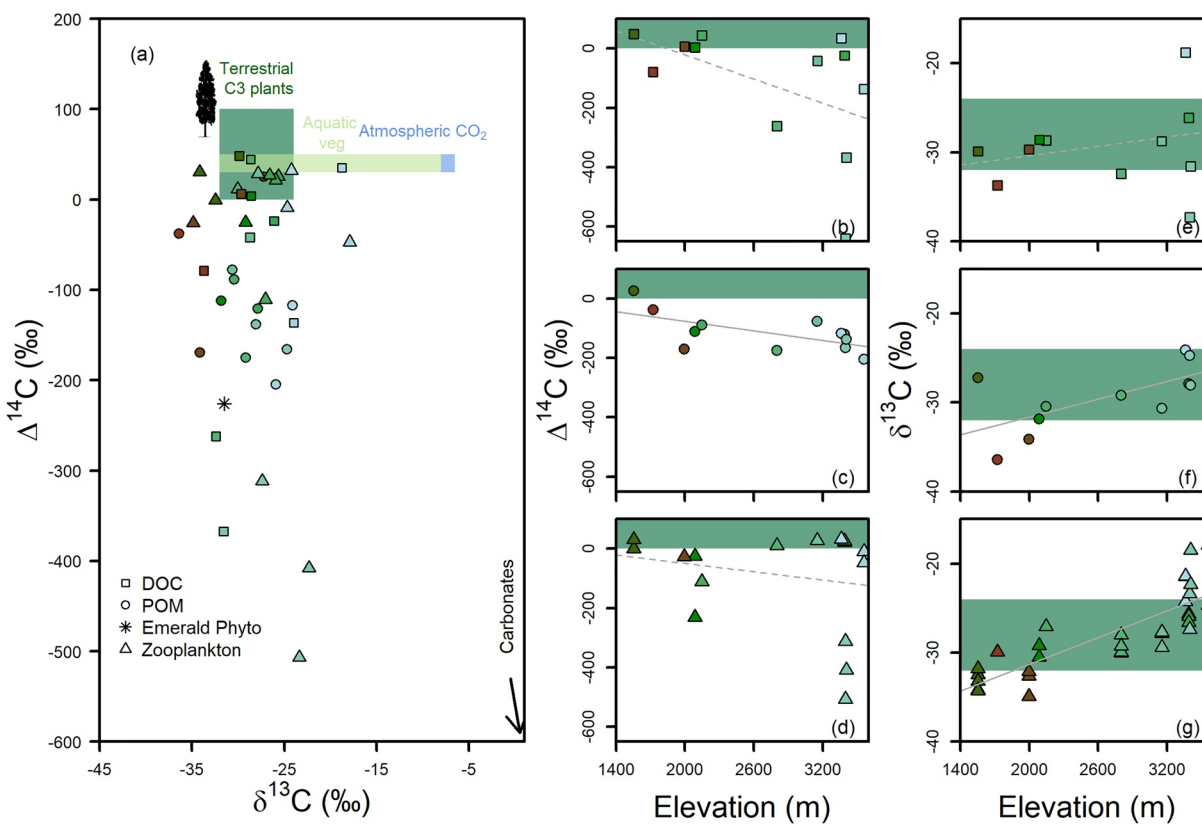 (a)
Terrestrial
C3 plants
Aquatic
veg
Atmospheric CO₂
200
100
0
-100
-200
-300
-400
-500
-600
Δ¹⁴C (‰)
DOC
POM
Emerald Phyto
Zooplankton
Carbonates
-45
-35
-25
-15
-5
δ¹³C (‰)
0
-200
-400
-600
(b)
0
-200
-400
-600
(c)
Δ¹⁴C (‰)
0
-200
-400
-600
(d)
1400
2000
2600
3200
Elevation (m)
-20
-30
-40
(e)
-20
-30
-40
(f)
δ¹³C (‰)
-20
-30
-40
(g)
1400
2000
2600
3200
Elevation (m)